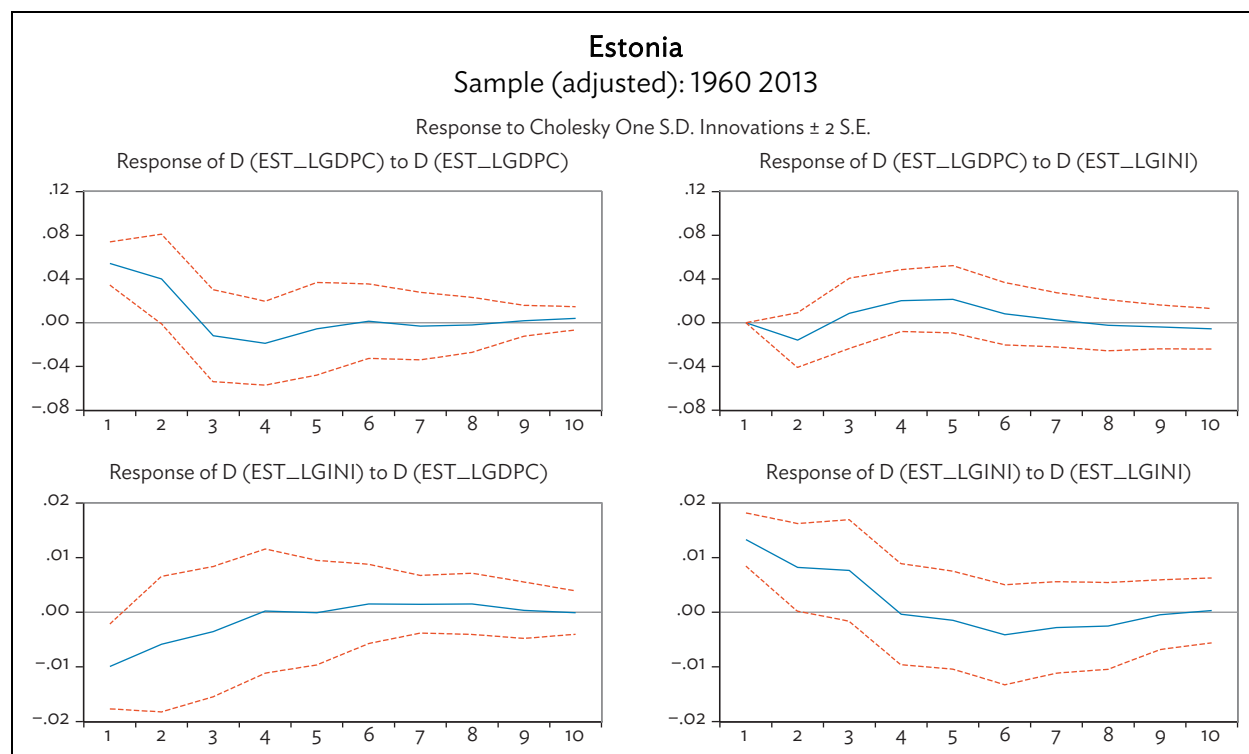 Estonia
Sample (adjusted): 1960 2013
Response to Cholesky One S.D. Innovations ± 2 S.E.
Response of D (EST_LGDPC) to D (EST_LGDPC)
.12
.08
.04
.00
–.04
–.08
1 2 3 4 5 6 7 8 9 10
Response of D (EST_LGDPC) to D (EST_LGINI)
.12
.08
.04
.00
–.04
–.08
1 2 3 4 5 6 7 8 9 10
Response of D (EST_LGINI) to D (EST_LGDPC)
.02
.01
.00
–.01
–.02
1 2 3 4 5 6 7 8 9 10
Response of D (EST_LGINI) to D (EST_LGINI)
.02
.01
.00
–.01
–.02
1 2 3 4 5 6 7 8 9 10